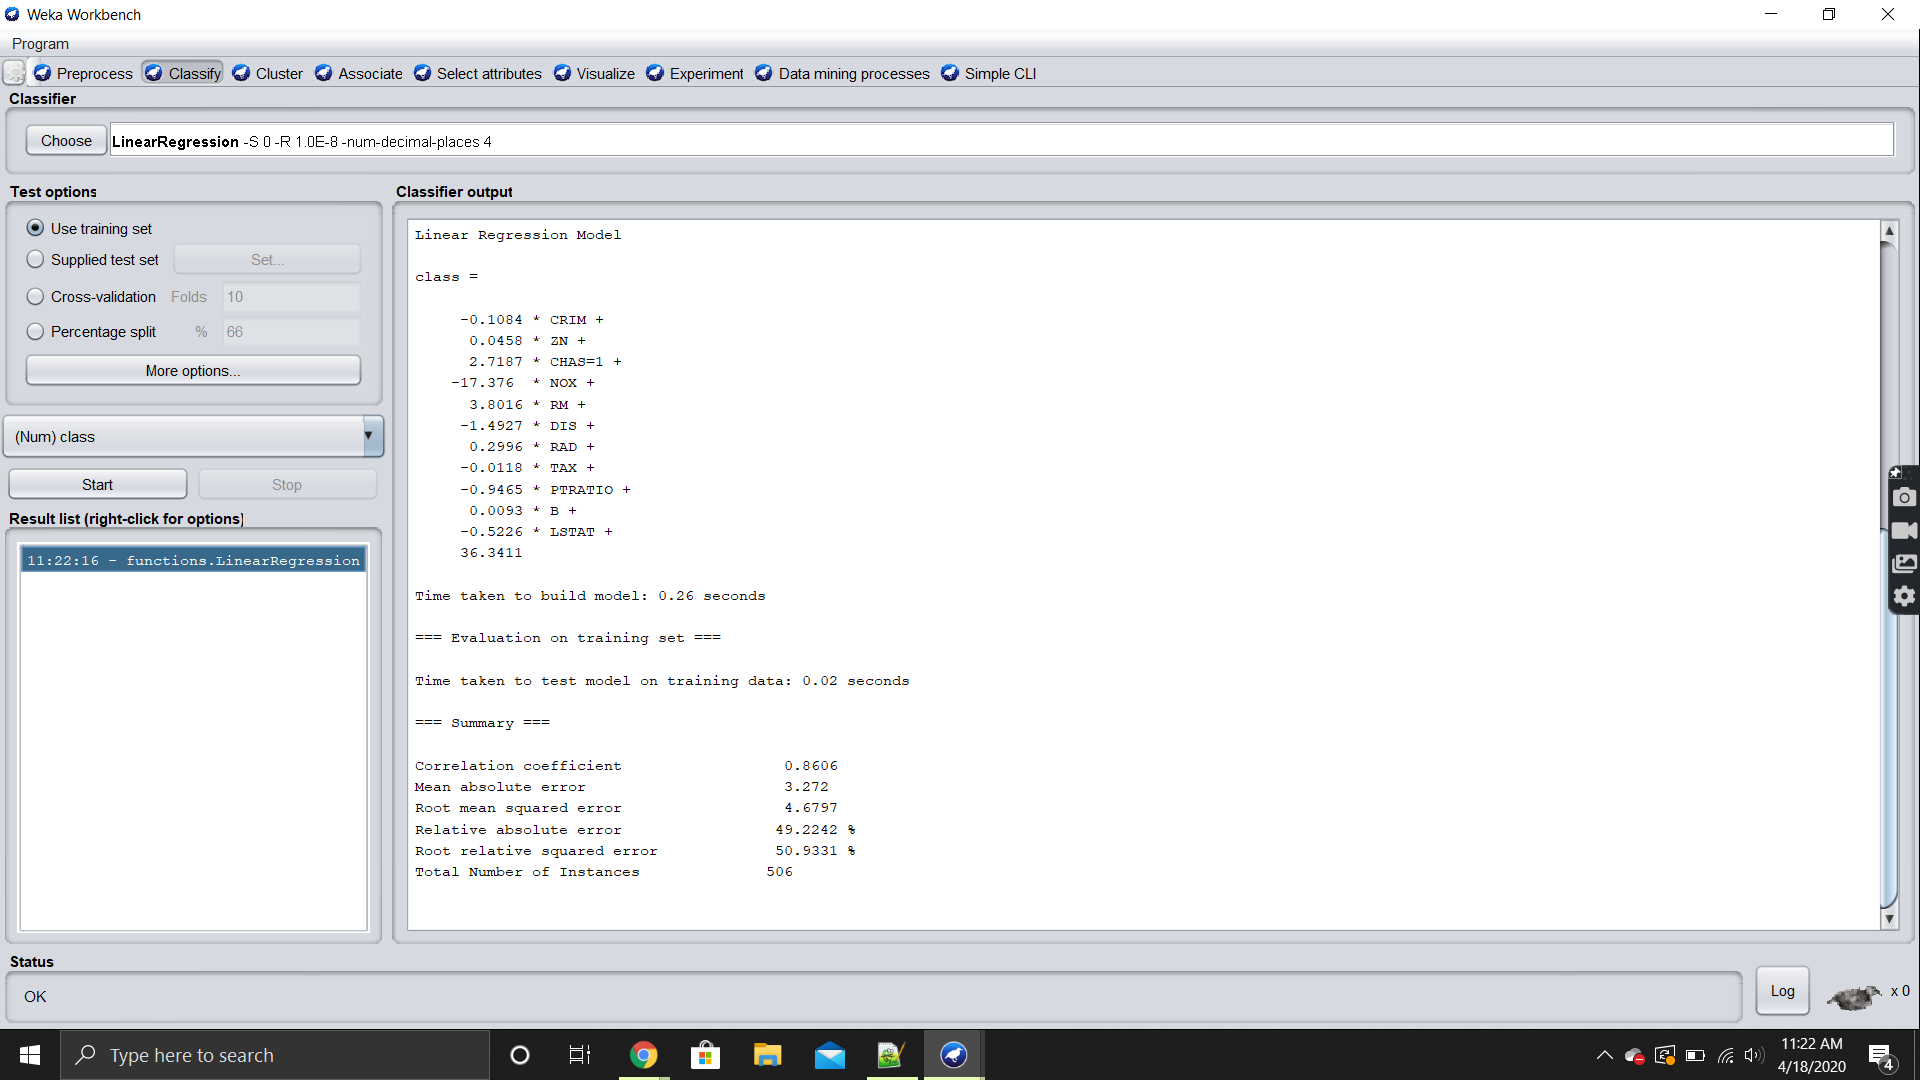 Weka Workbench
Program
Preprocess Classify Cluster Associate Select attributes Visualize Experiment Data mining processes Simple CLI
Classifier
Choose LinearRegression -S 0 -R 1.0E-8 -num-decimal-places 4
Test options
Use training set
Supplied test set Set...
Cross-validation Folds 10
Percentage split % 66
More options...
(Num) class
Start Stop
Result list (right-click for options)
11:22:16 - functions.LinearRegression
Classifier output
Linear Regression Model
class =
-0.1084 * CRIM +
0.0458 * ZN +
2.7187 * CHAS=1 +
-17.376 * NOX +
3.8016 * RM +
-1.4927 * DIS +
0.2996 * RAD +
-0.0118 * TAX +
-0.9465 * PTRATIO +
0.0093 * B +
-0.5226 * LSTAT +
36.3411
Time taken to build model: 0.26 seconds
=== Evaluation on training set ===
Time taken to test model on training data: 0.02 seconds
=== Summary ===
Correlation coefficient 0.8606
Mean absolute error 3.272
Root mean squared error 4.6797
Relative absolute error 49.2242 %
Root relative squared error 50.9331 %
Total Number of Instances 506
Status
OK
Log
x 0
Type here to search
11:22 AM
4/18/2020
4